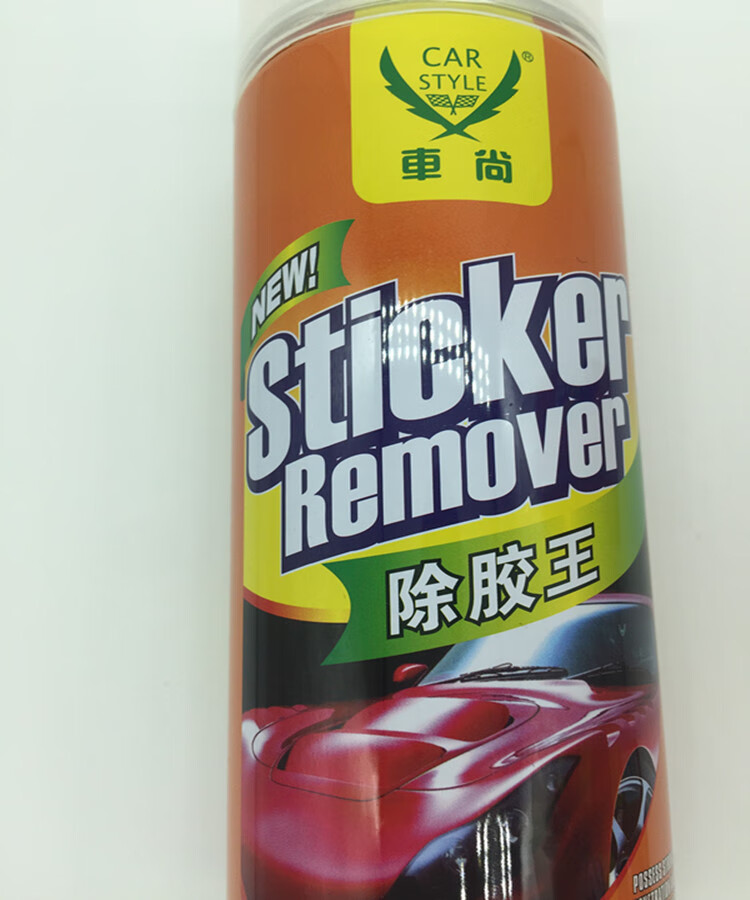 CAR
STYLE
®
車尚
NEW!
Sticker
Remover
除胶王